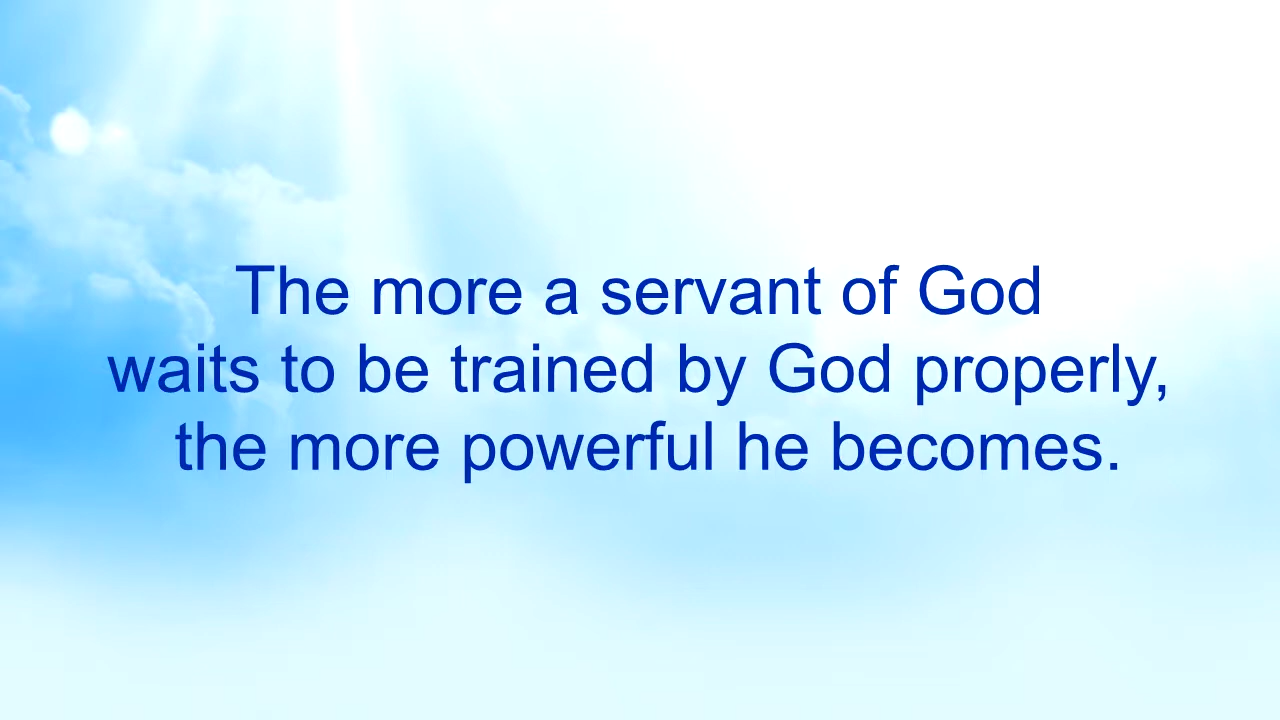 The more a servant of God
waits to be trained by God properly,
the more powerful he becomes.